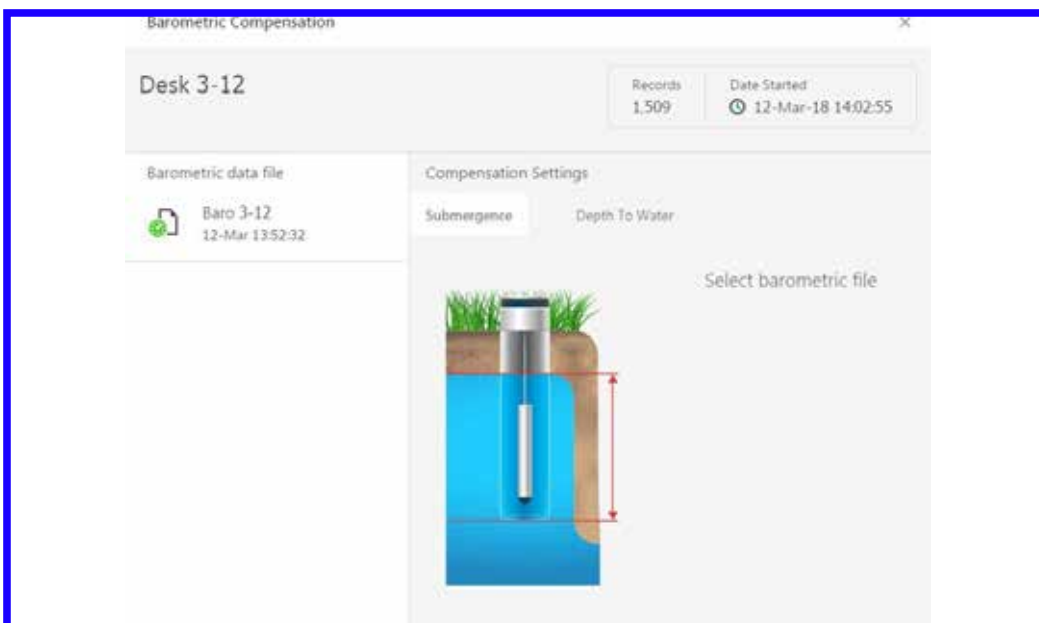 Barometric Compensation
×
Desk 3-12
Records
1,509
Date Started
12-Mar-18 14:02:55
Barometric data file
Baro 3-12
12-Mar 13:52:32
Compensation Settings
Submergence
Depth To Water
Select barometric file